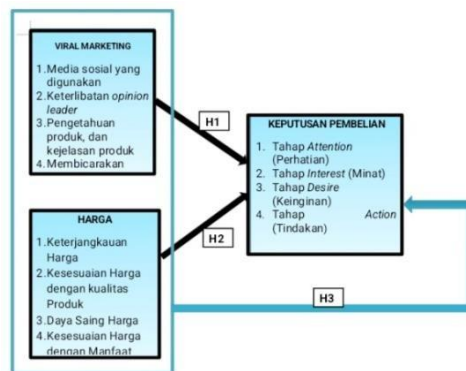 VIRAL MARKETING
1. Media sosial yang
digunakan
2. Keterlibatan opinion
leader
3. Pengetahuan
produk, dan
kejelasan produk
4. Membicarakan
H1
KEPUTUSAN PEMBELIAN
1. Tahap Attention
(Perhatian)
2. Tahap Interest (Minat)
3. Tahap Desire
(Keinginan)
4. Tahap Action
(Tindakan)
HARGA
1. Keterjangkauan
Harga
2. Kesesuaian Harga
dengan kualitas
Produk
3. Daya Saing Harga
4. Kesesuaian Harga
dengan Manfaat
H2
H3